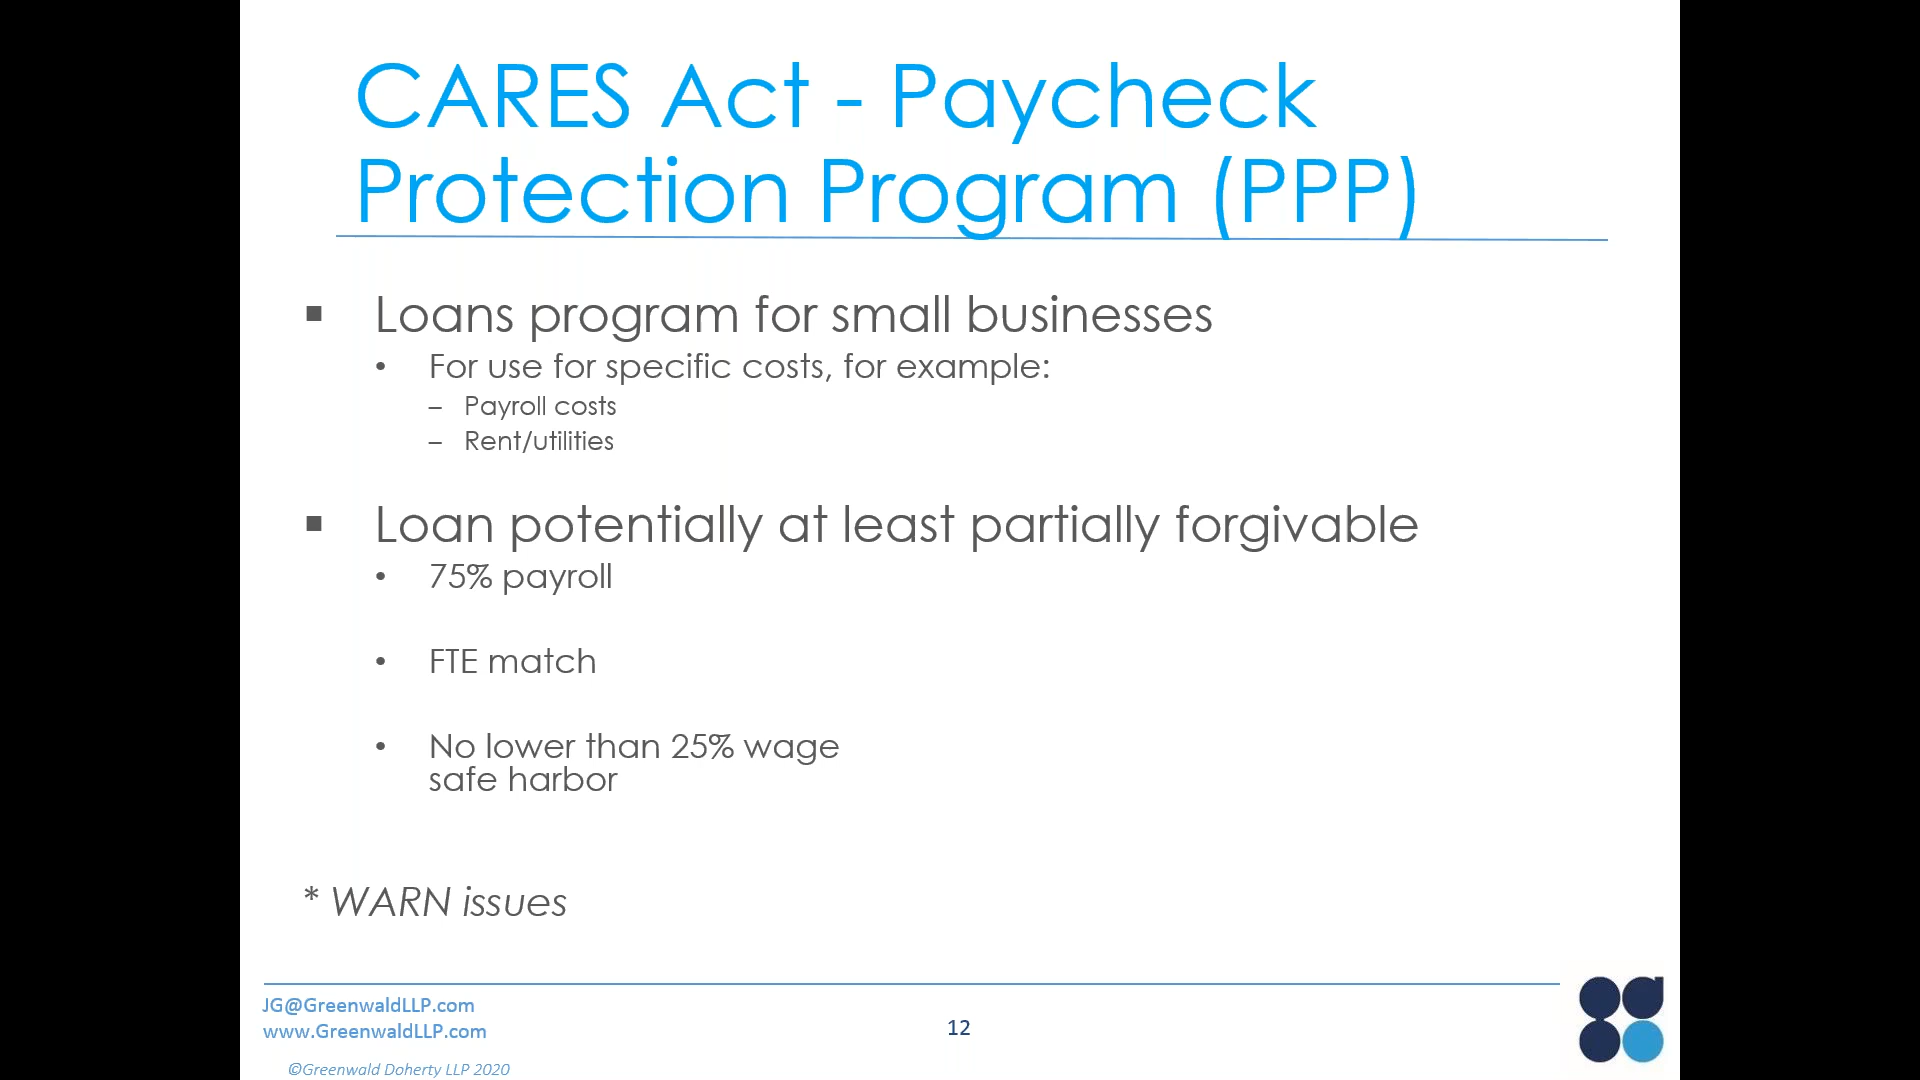 CARES Act - Paycheck
Protection Program (PPP)
▪ Loans program for small businesses
• For use for specific costs, for example:
– Payroll costs
– Rent/utilities
▪ Loan potentially at least partially forgivable
• 75% payroll
• FTE match
• No lower than 25% wage
safe harbor
* WARN issues
JG@GreenwaldLLP.com
www.GreenwaldLLP.com
12
©Greenwald Doherty LLP 2020